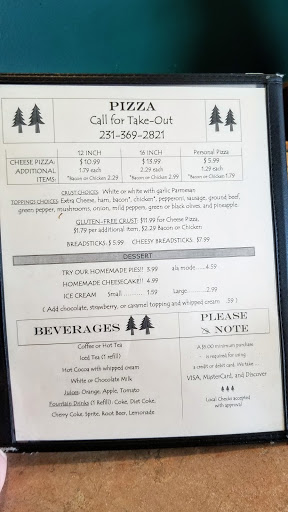 PIZZA
Call for Take-Out
231-369-2821
12 INCH 16 INCH Personal Pizza
CHEESE PIZZA: $10.99 $13.99 $5.99
ADDITIONAL 1.79 each 2.29 each 1.29 each
ITEMS: *Bacon or Chicken 2.29 *Bacon or Chicken 2.99 *Bacon or Chicken 1.79
CRUST CHOICES: White or white with garlic Parmesan
TOPPING CHOICES: Extra Cheese, ham, bacon*, chicken*, pepperoni, sausage, ground beef,
green pepper, mushrooms, onion, mild peppers, green or black olives, and pineapple
GLUTEN-FREE CRUST: $11.99 for Cheese Pizza,
$1.79 per additional item, $2.29 Bacon or Chicken
BREADSTICKS: $5.99 CHEESY BREADSTICKS: $7.99
DESSERT
TRY OUR HOMEMADE PIES!! 3.99 ala mode.....4.59
HOMEMADE CHEESECAKE!! 4.99
ICE CREAM Small ........ 1.59 Large ........2.99
( Add chocolate, strawberry, or caramel topping and whipped cream .39 )
BEVERAGES
Coffee or Hot Tea
Iced Tea (1 refill)
Hot Cocoa with whipped cream
White or Chocolate Milk
Juices: Orange, Apple, Tomato
Fountain Drinks (1 Refill): Coke, Diet Coke,
Cherry Coke, Sprite, Root Beer, Lemonade
PLEASE
NOTE
A $5.00 minimum purchase
is required for using
a credit or debit card. We take...
VISA, MasterCard, and Discover
Local Checks accepted
with approval